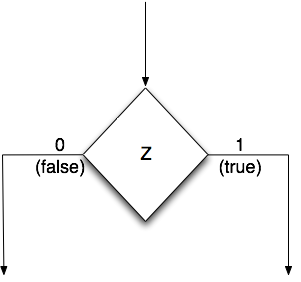 0
(false)
z
1
(true)